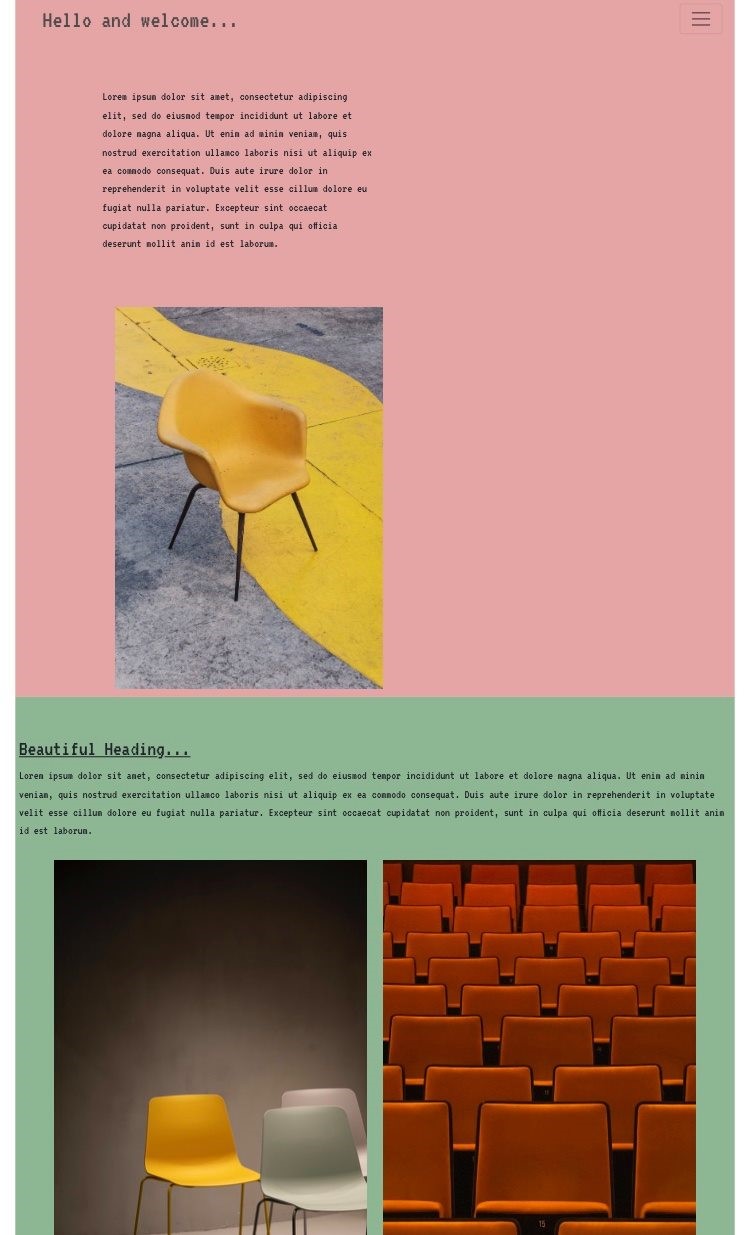 Hello and welcome...
Lorem ipsum dolor sit amet, consectetur adipiscing
elit, sed do eiusmod tempor incididunt ut labore et
dolore magna aliqua. Ut enim ad minim veniam, quis
nostrud exercitation ullamco laboris nisi ut aliquip ex
ea commodo consequat. Duis aute irure dolor in
reprehenderit in voluptate velit esse cillum dolore eu
fugiat nulla pariatur. Excepteur sint occaecat
cupidatat non proident, sunt in culpa qui officia
deserunt mollit anim id est laborum.
Beautiful Heading...
Lorem ipsum dolor sit amet, consectetur adipiscing elit, sed do eiusmod tempor incididunt ut labore et dolore magna aliqua. Ut enim ad minim
veniam, quis nostrud exercitation ullamco laboris nisi ut aliquip ex ea commodo consequat. Duis aute irure dolor in reprehenderit in voluptate
velit esse cillum dolore eu fugiat nulla pariatur. Excepteur sint occaecat cupidatat non proident, sunt in culpa qui officia deserunt mollit anim
id est laborum.
15